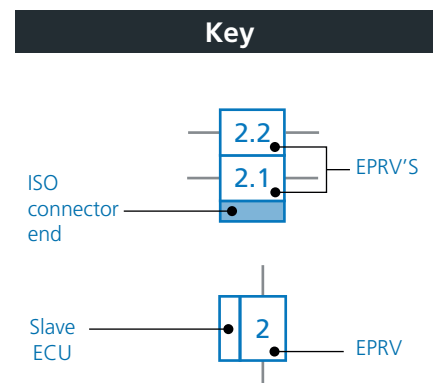 Key
2.2
2.1
EPRV'S
ISO
connector
end
Slave
ECU
2
EPRV